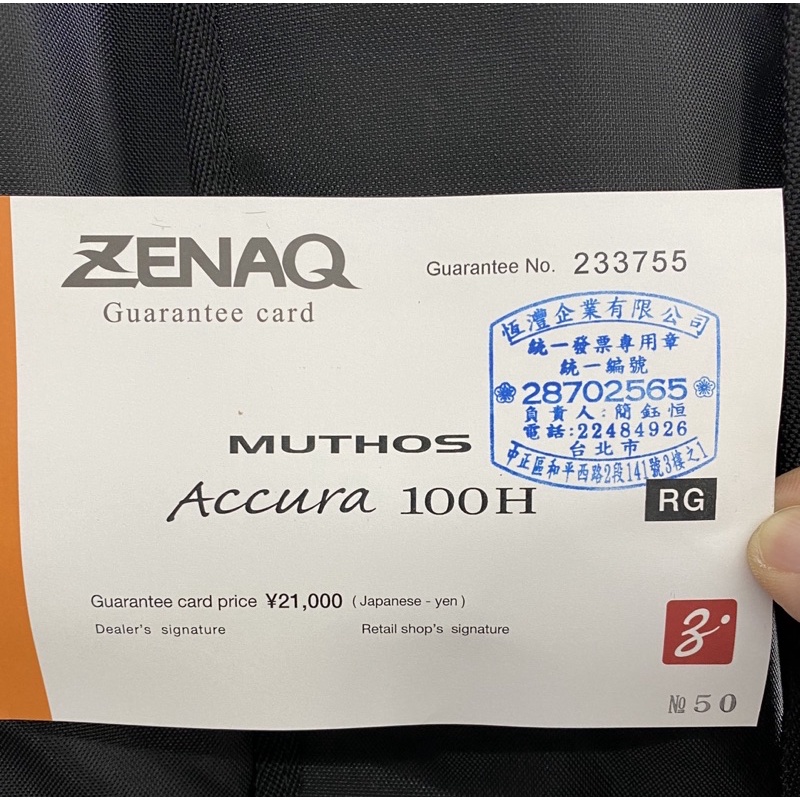 ZENAQ
Guarantee card
Guarantee No. 233755
恆灃企業有限公司
統一發票專用章
統一編號
28702565
負責人:簡鈺恒
電話:22484926
台北市
中正區和平西路2段141號3樓之1
MUTHOS
Accura 100H
RG
Guarantee card price ¥21,000 (Japanese - yen)
Dealer's signature
Retail shop's signature
№ 50